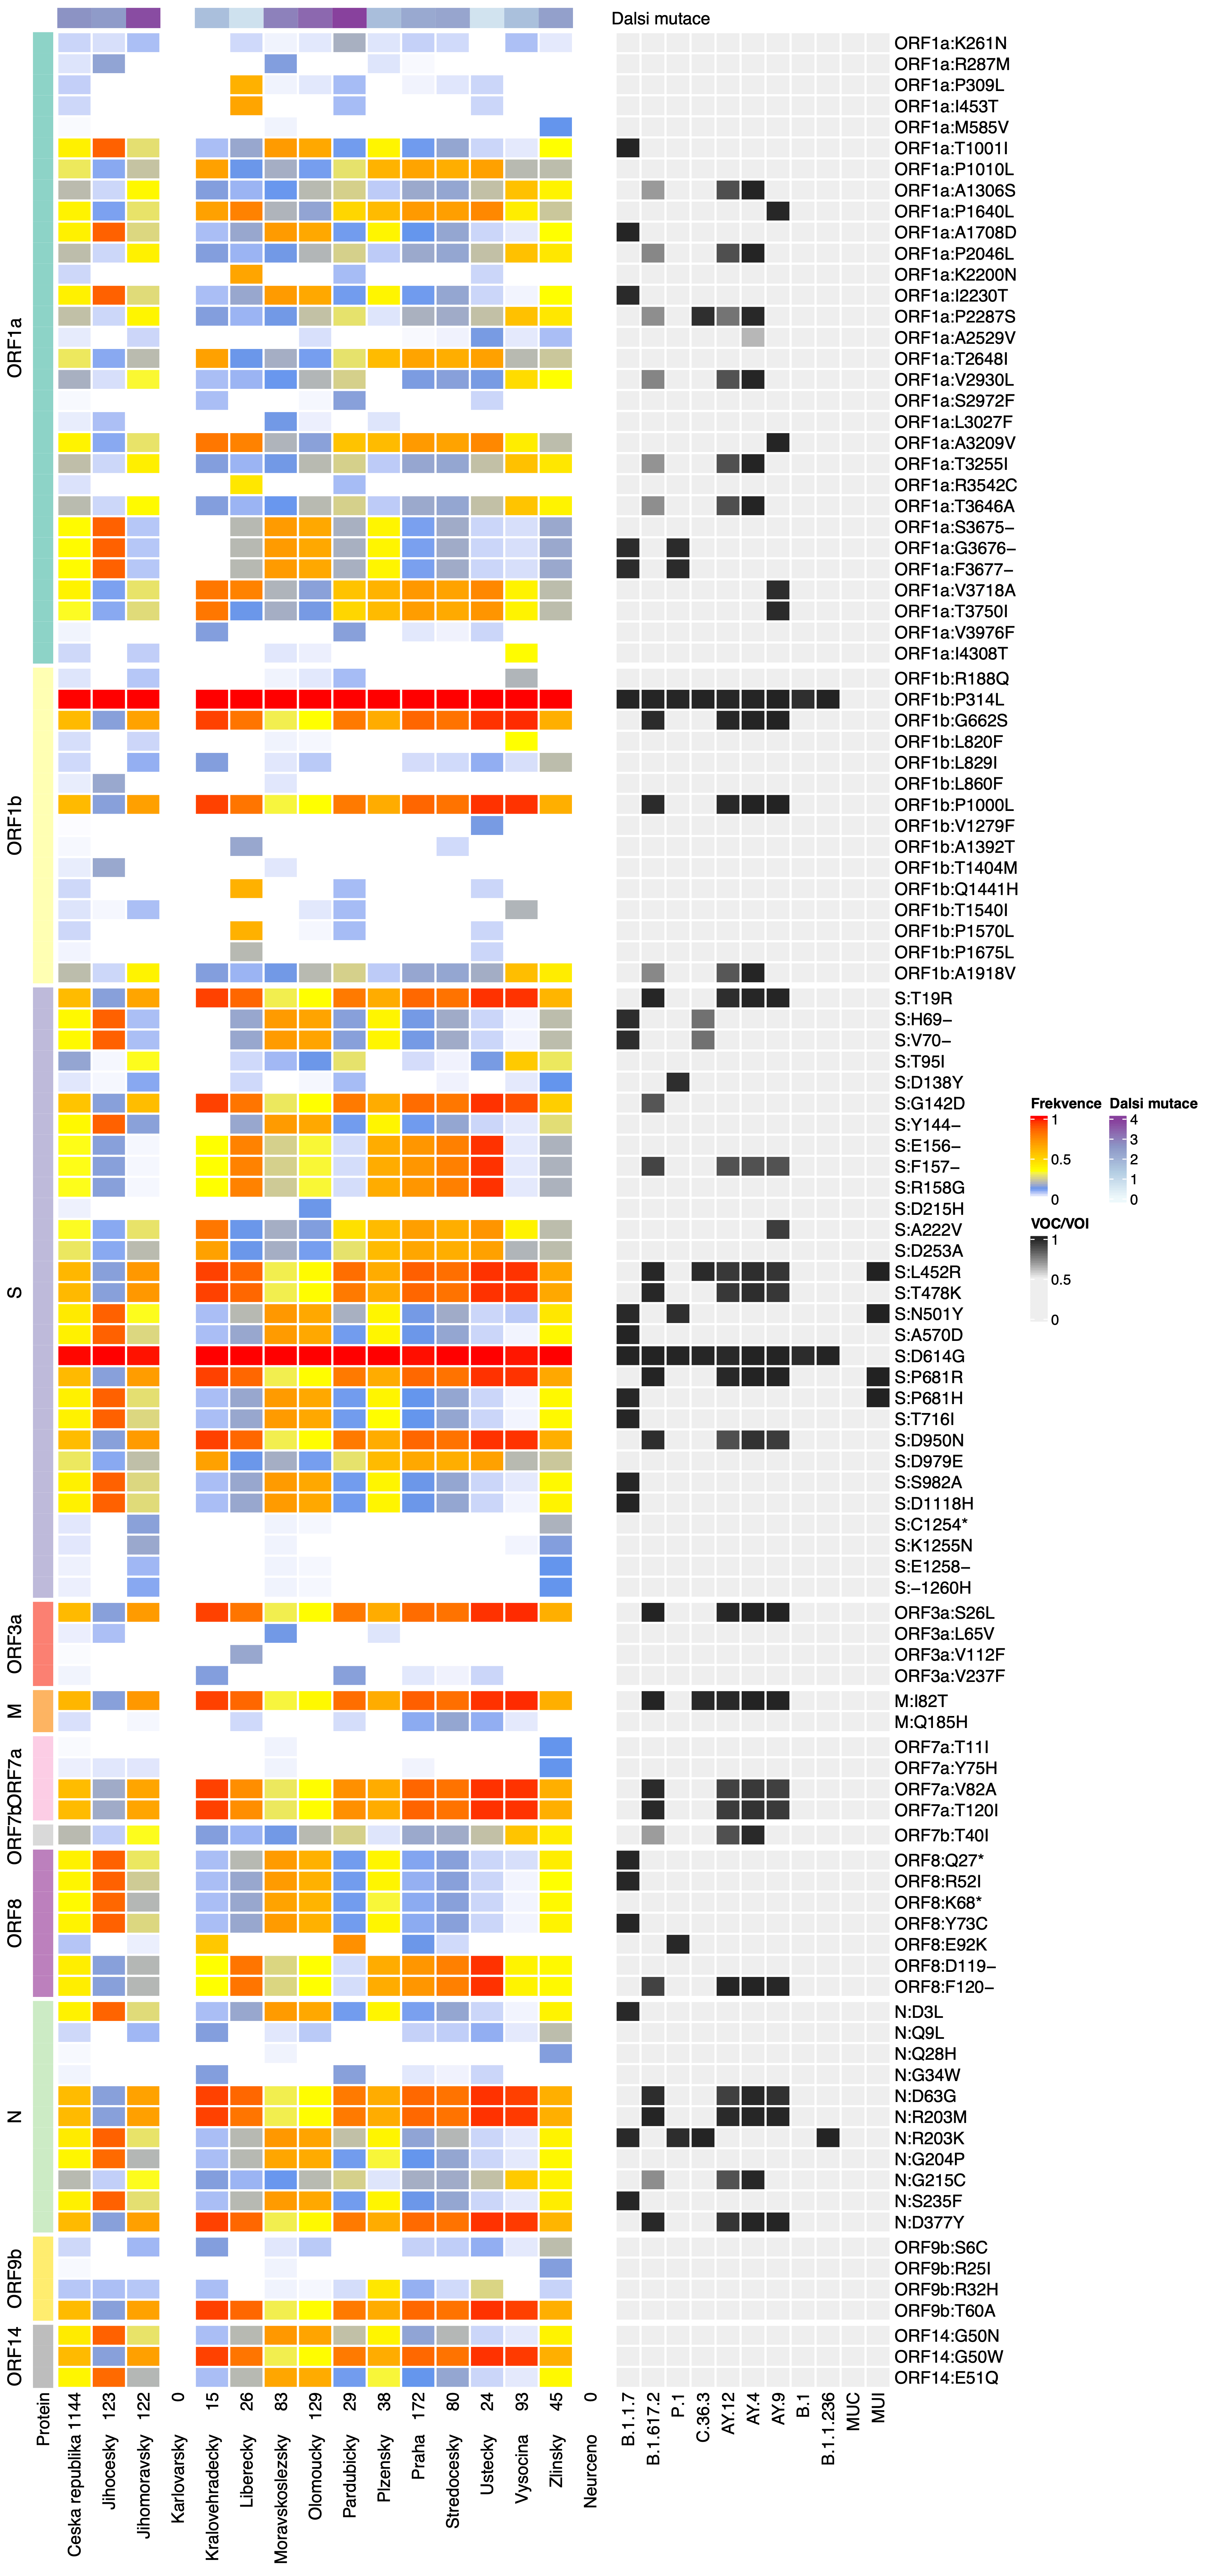 Dalsi mutace
ORF1a
ORF1a:K261N
ORF1a:R287M
ORF1a:P309L
ORF1a:I453T
ORF1a:M585V
ORF1a:T1001I
ORF1a:P1010L
ORF1a:A1306S
ORF1a:P1640L
ORF1a:A1708D
ORF1a:P2046L
ORF1a:K2200N
ORF1a:I2230T
ORF1a:P2287S
ORF1a:A2529V
ORF1a:T2648I
ORF1a:V2930L
ORF1a:S2972F
ORF1a:L3027F
ORF1a:A3209V
ORF1a:T3255I
ORF1a:R3542C
ORF1a:T3646A
ORF1a:S3675−
ORF1a:G3676−
ORF1a:F3677−
ORF1a:V3718A
ORF1a:T3750I
ORF1a:V3976F
ORF1a:I4308T
ORF1b
ORF1b:R188Q
ORF1b:P314L
ORF1b:G662S
ORF1b:L820F
ORF1b:L829I
ORF1b:L860F
ORF1b:P1000L
ORF1b:V1279F
ORF1b:A1392T
ORF1b:T1404M
ORF1b:Q1441H
ORF1b:T1540I
ORF1b:P1570L
ORF1b:P1675L
ORF1b:A1918V
S
S:T19R
S:H69−
S:V70−
S:T95I
S:D138Y
S:G142D
S:Y144−
S:E156−
S:F157−
S:R158G
S:D215H
S:A222V
S:D253A
S:L452R
S:T478K
S:N501Y
S:A570D
S:D614G
S:P681R
S:P681H
S:T716I
S:D950N
S:D979E
S:S982A
S:D1118H
S:C1254*
S:K1255N
S:E1258−
S:−1260H
ORF3a
ORF3a:S26L
ORF3a:L65V
ORF3a:V112F
ORF3a:V237F
M
M:I82T
M:Q185H
ORF7a
ORF7a:T11I
ORF7a:Y75H
ORF7a:V82A
ORF7a:T120I
ORF7b
ORF7b:T40I
ORF8
ORF8:Q27*
ORF8:R52I
ORF8:K68*
ORF8:Y73C
ORF8:E92K
ORF8:D119−
ORF8:F120−
N
N:D3L
N:Q9L
N:Q28H
N:G34W
N:D63G
N:R203M
N:R203K
N:G204P
N:G215C
N:S235F
N:D377Y
ORF9b
ORF9b:S6C
ORF9b:R25I
ORF9b:R32H
ORF9b:T60A
ORF14
ORF14:G50N
ORF14:G50W
ORF14:E51Q
Frekvence
1
0.5
0
Dalsi mutace
4
3
2
1
0
VOC/VOI
1
0.5
0
Protein
Ceska republika 1144
Jihocesky 123
Jihomoravsky 122
Karlovarsky 0
Kralovehradecky 15
Liberecky 26
Moravskoslezsky 83
Olomoucky 129
Pardubicky 29
Plzensky 38
Praha 172
Stredocesky 80
Ustecky 24
Vysocina 93
Zlinsky 45
Neurceno 0
B.1.1.7
B.1.617.2
P.1
C.36.3
AY.12
AY.4
AY.9
B.1
B.1.1.236
MUC
MUI